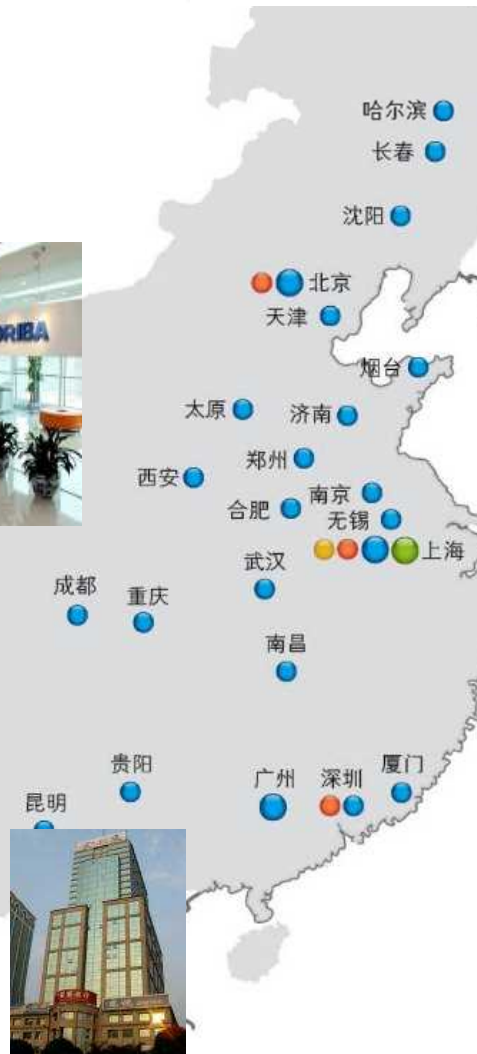 哈尔滨
长春
沈阳
北京
天津
ORIBA
烟台
太原
济南
郑州
西安
南京
合肥
无锡
上海
武汉
成都
重庆
南昌
贵阳
厦门
广州
深圳
昆明